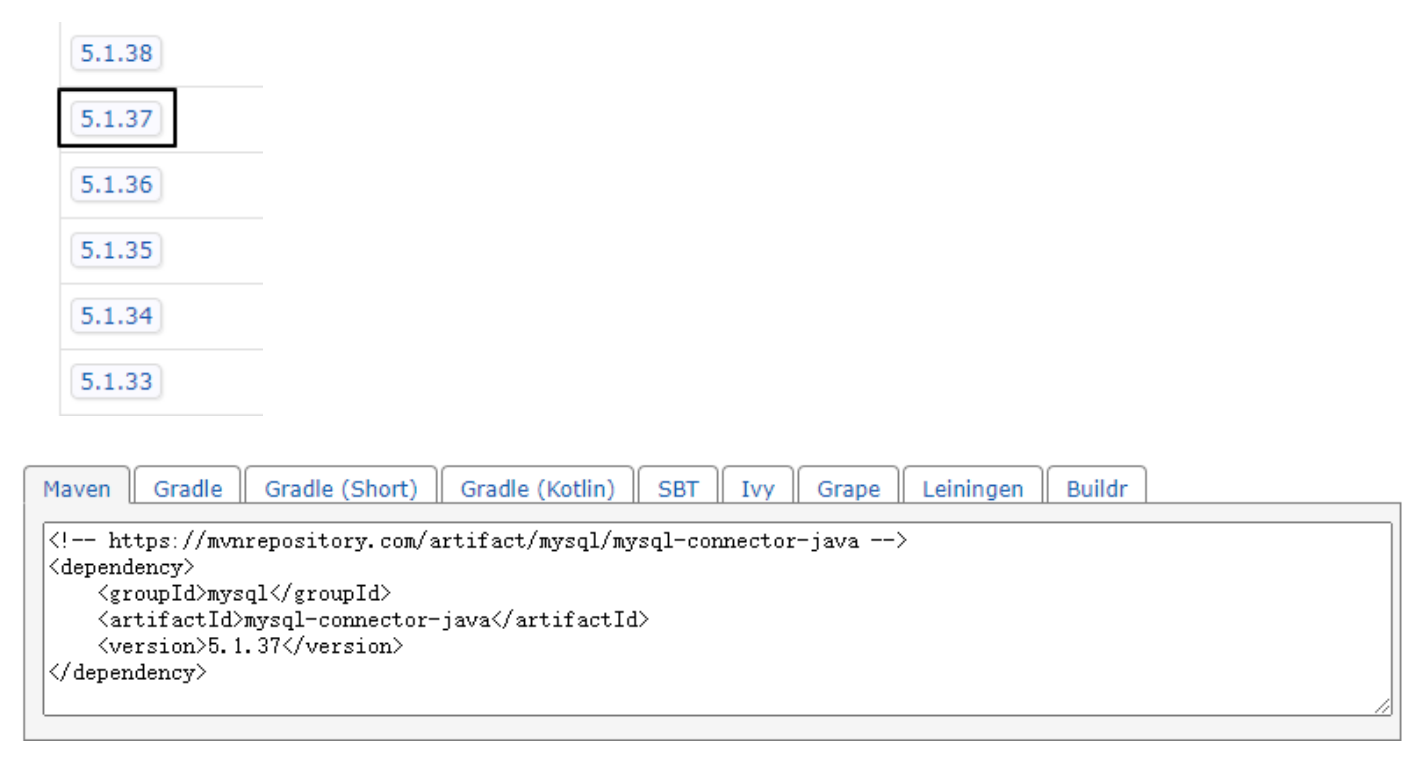 5.1.38
5.1.37
5.1.36
5.1.35
5.1.34
5.1.33
Maven Gradle Gradle (Short) Gradle (Kotlin) SBT Ivy Grape Leiningen Buildr
<!-- https://mvnrepository.com/artifact/mysql/mysql-connector-java -->
<dependency>
    <groupId>mysql</groupId>
    <artifactId>mysql-connector-java</artifactId>
    <version>5.1.37</version>
</dependency>